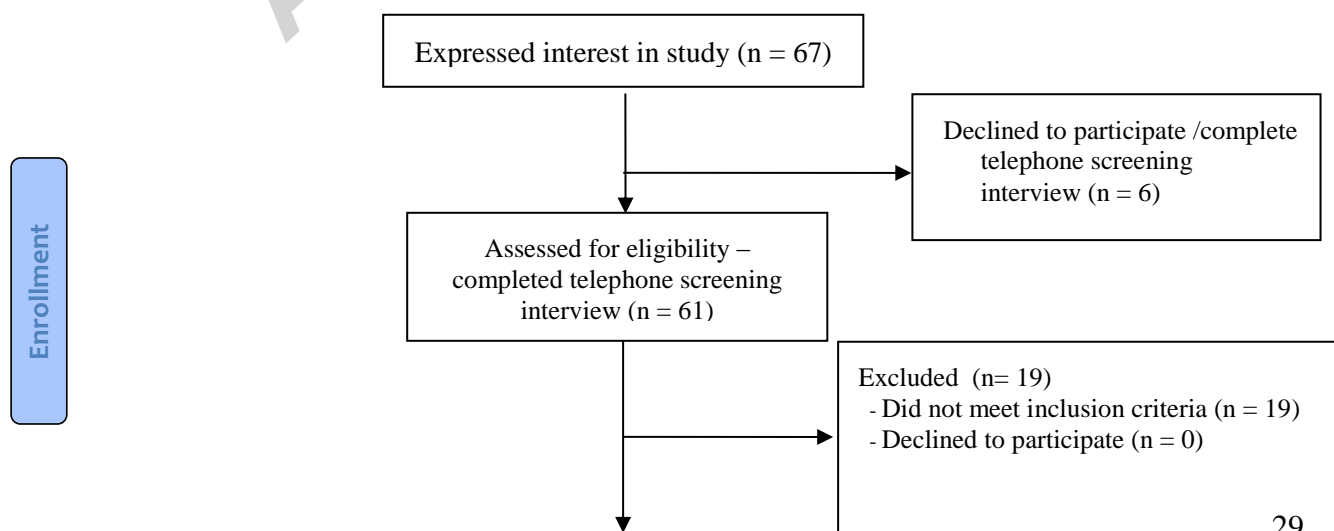 Expressed interest in study (n = 67)
Declined to participate /complete
telephone screening
interview (n = 6)
Enrollment
Assessed for eligibility –
completed telephone screening
interview (n = 61)
Excluded (n= 19)
- Did not meet inclusion criteria (n = 19)
- Declined to participate (n = 0)
29